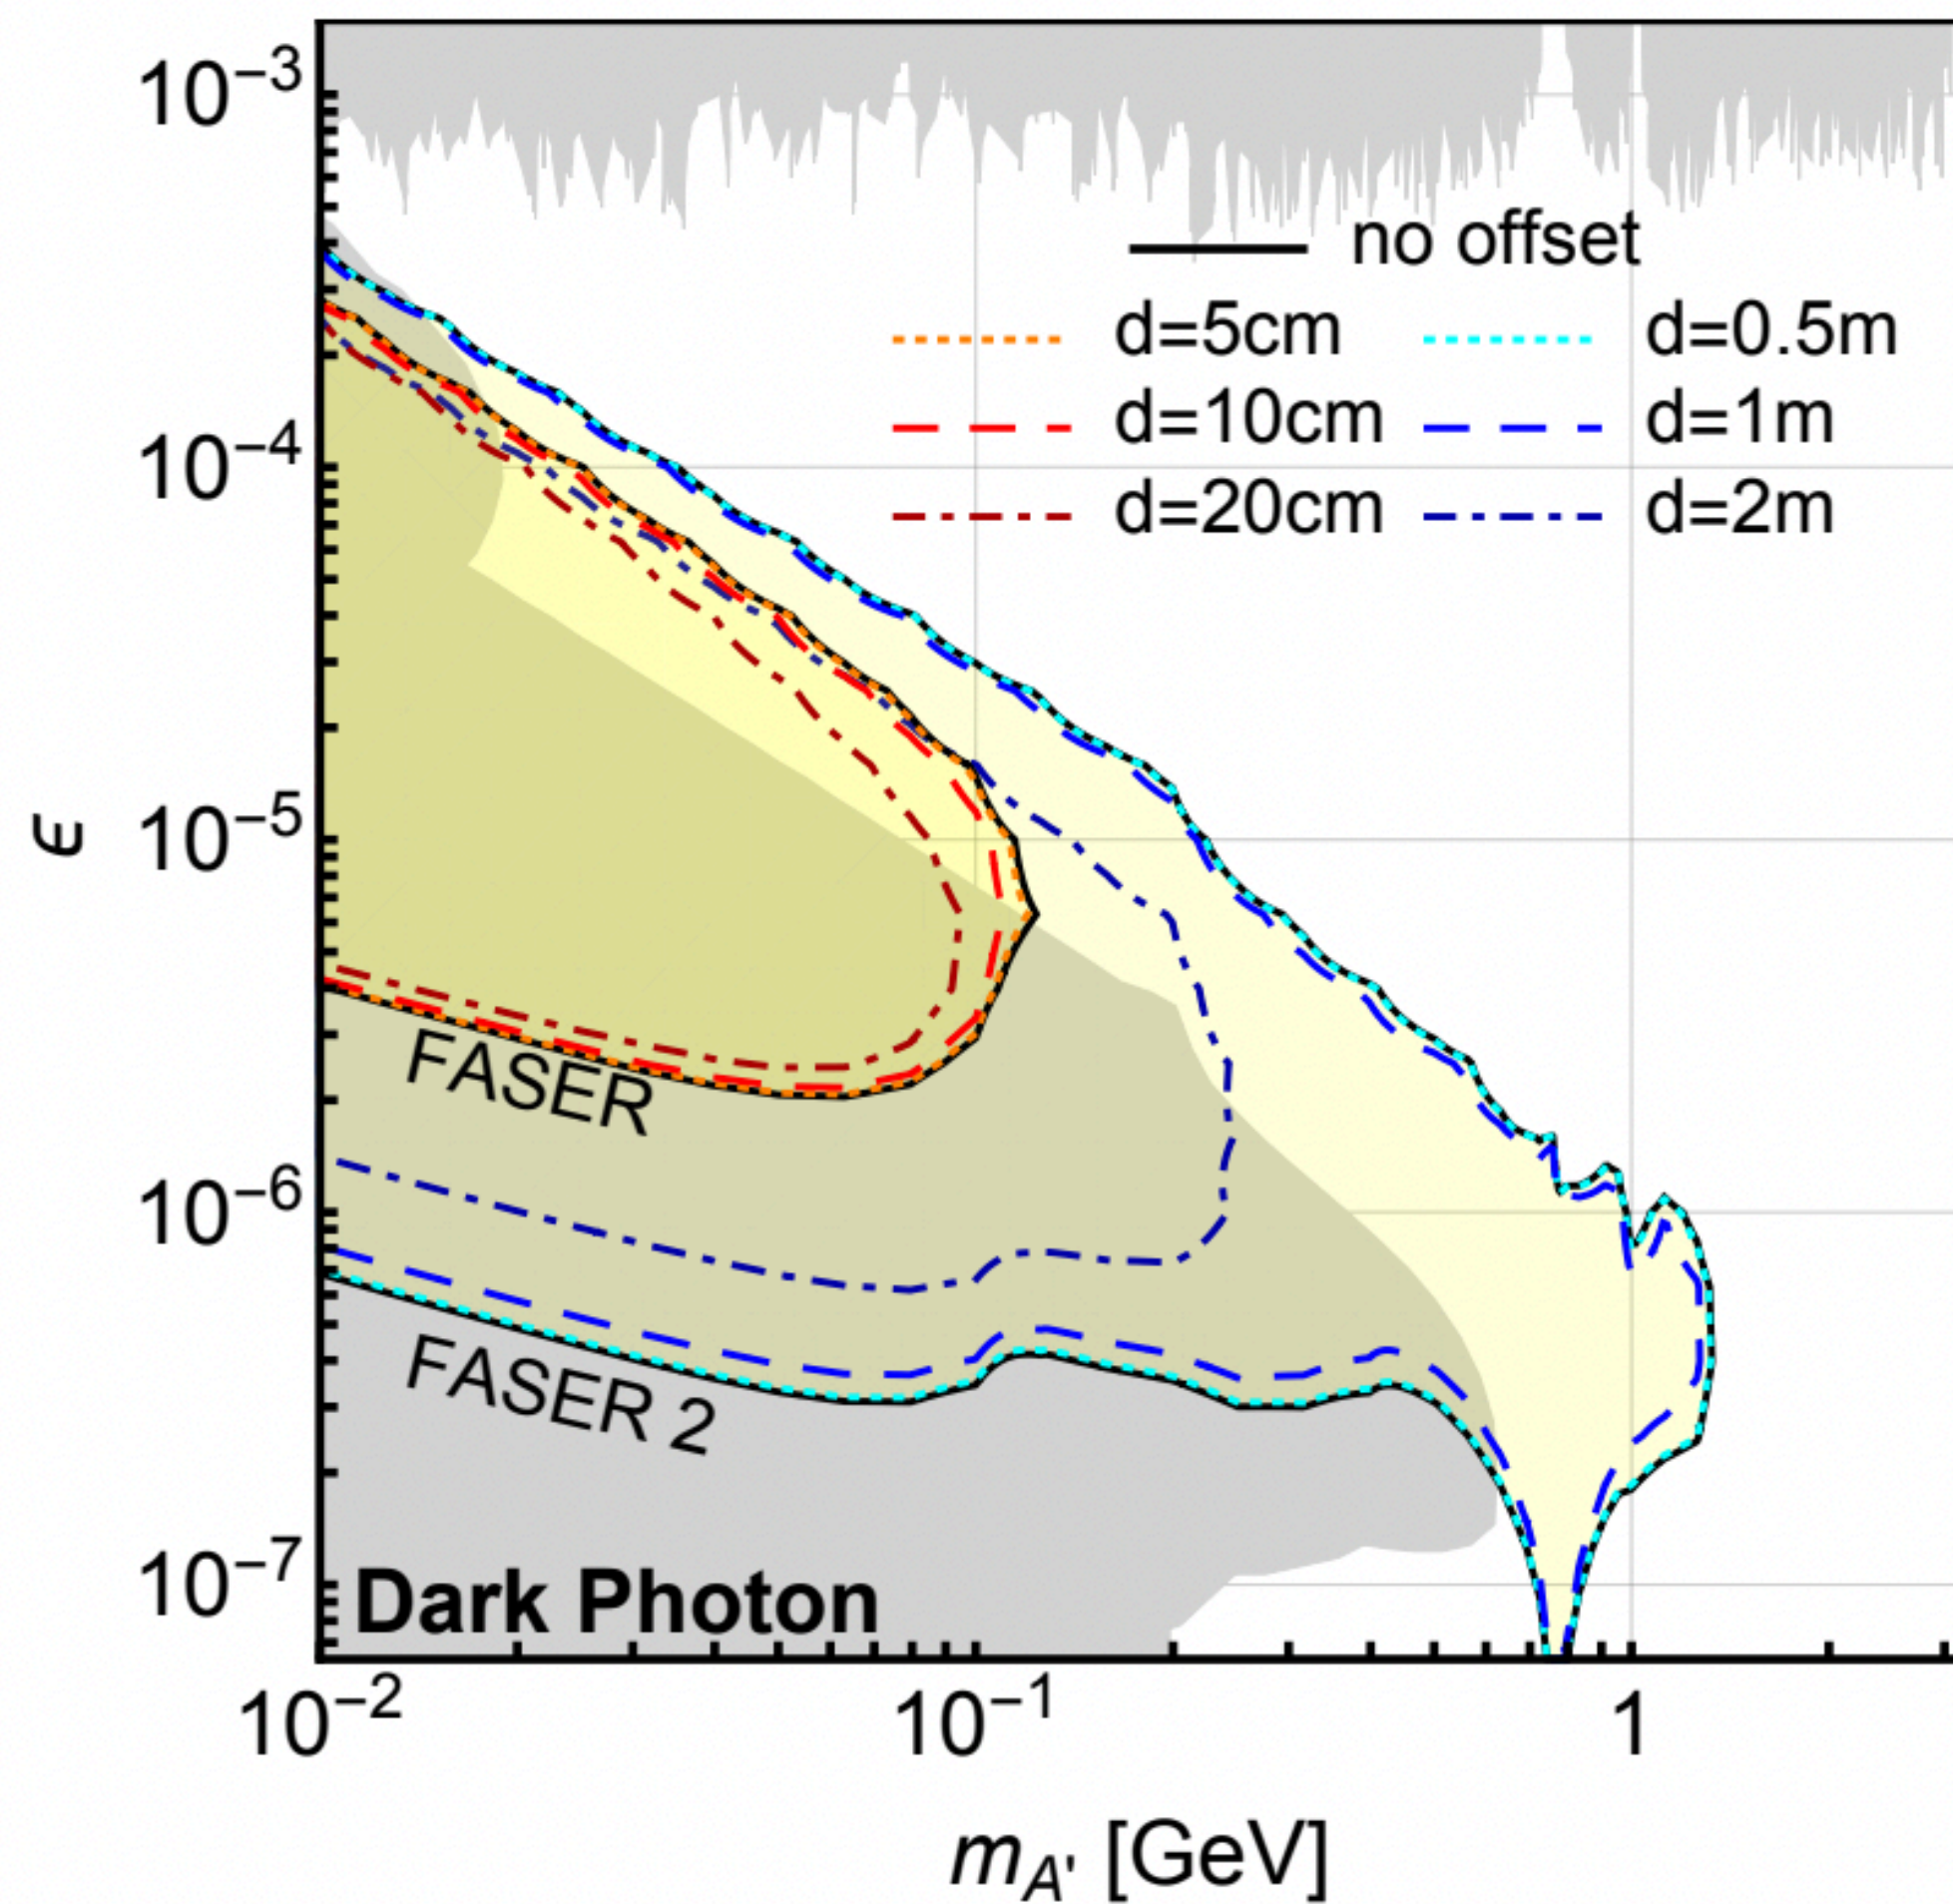 10⁻³
no offset
d=5cm d=0.5m
d=10cm d=1m
10⁻⁴
d=20cm d=2m
ϵ
10⁻⁵
FASER
10⁻⁶
FASER 2
10⁻⁷
Dark Photon
10⁻² 10⁻¹ 1
m_A' [GeV]